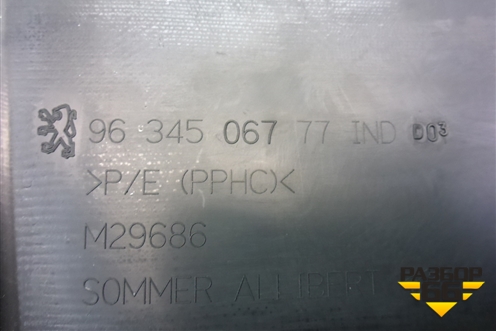 96 345 067 77 IND 003
>P/E (PPHC)<
M29686
SOMMER ALLIBERT
РАЗБОР